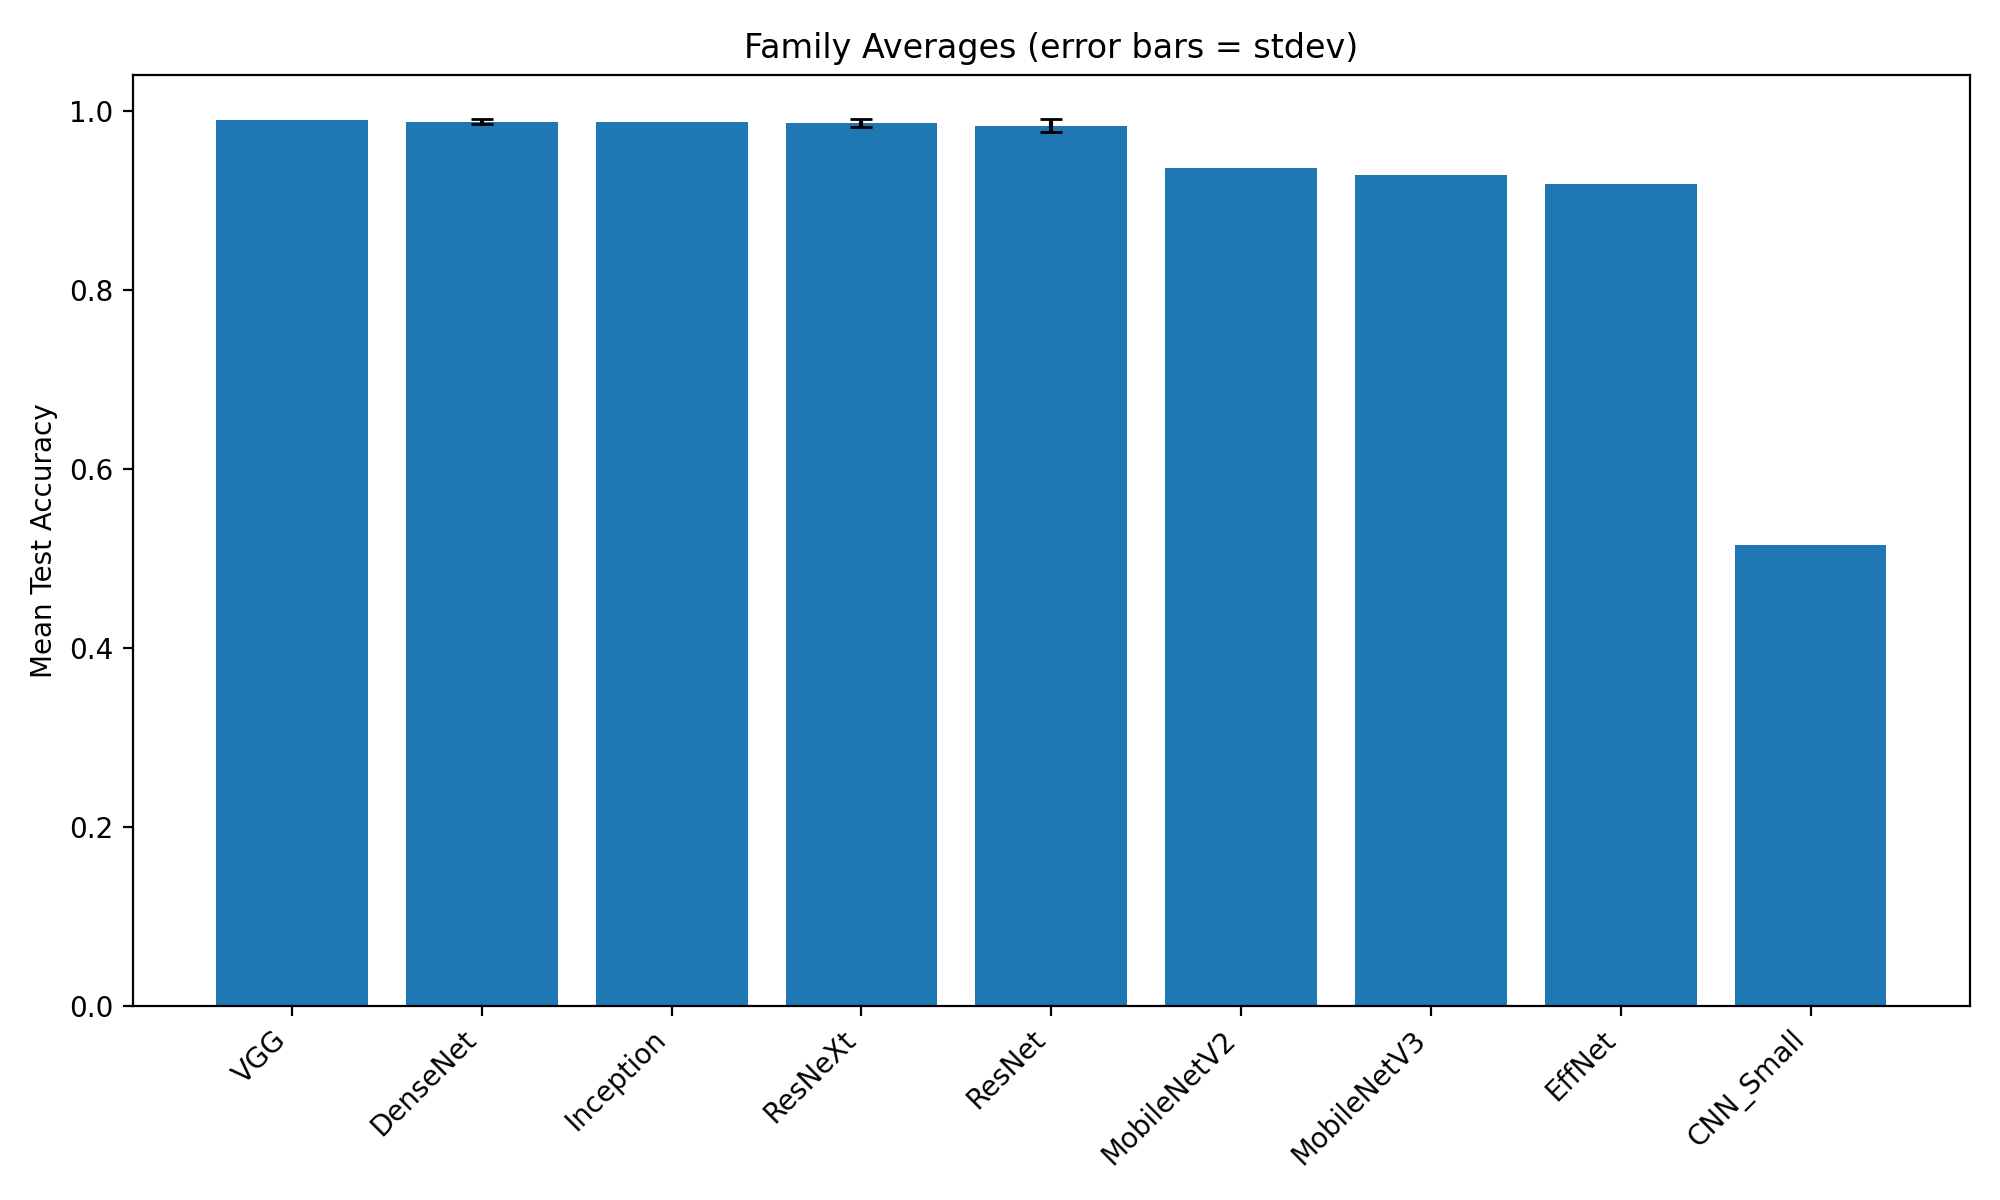 Family Averages (error bars = stdev)
Mean Test Accuracy
1.0
0.8
0.6
0.4
0.2
0.0
VGG
DenseNet
Inception
ResNeXt
ResNet
MobileNetV2
MobileNetV3
EffNet
CNN_Small